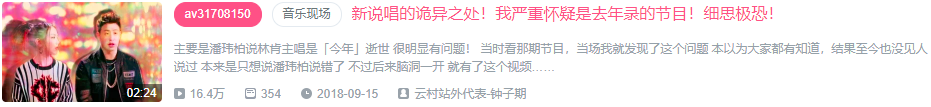 av31708150 音乐现场 新说唱的诡异之处！我严重怀疑是去年录的节目！细思极恐！
主要是潘玮柏说林肯主唱是「今年」逝世 很明显有问题！ 当时看那期节目，当场我就发现了这个问题 本以为大家都有知道，结果至今也没见人
说过 本来是只想说潘玮柏说错了 不过后来脑洞一开 就有了这个视频……
02:24
16.4万 354 2018-09-15 云村站外代表-钟子期